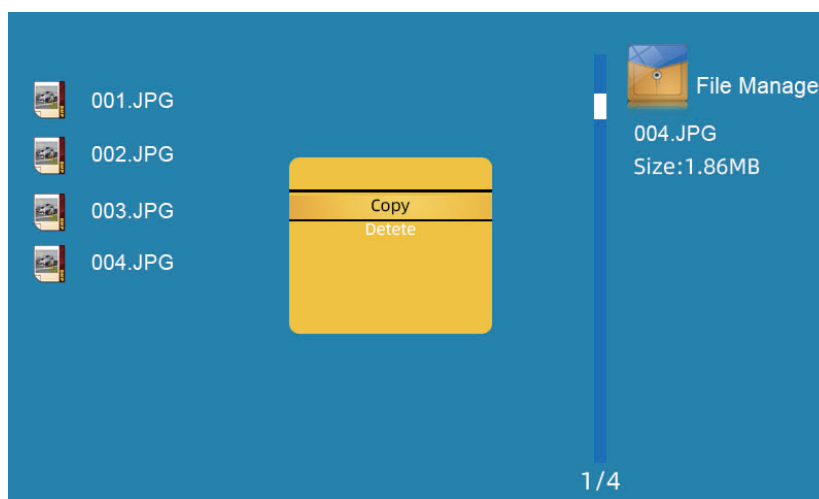 001.JPG
002.JPG
003.JPG
004.JPG
Copy
Detete
File Manage
004.JPG
Size:1.86MB
1/4